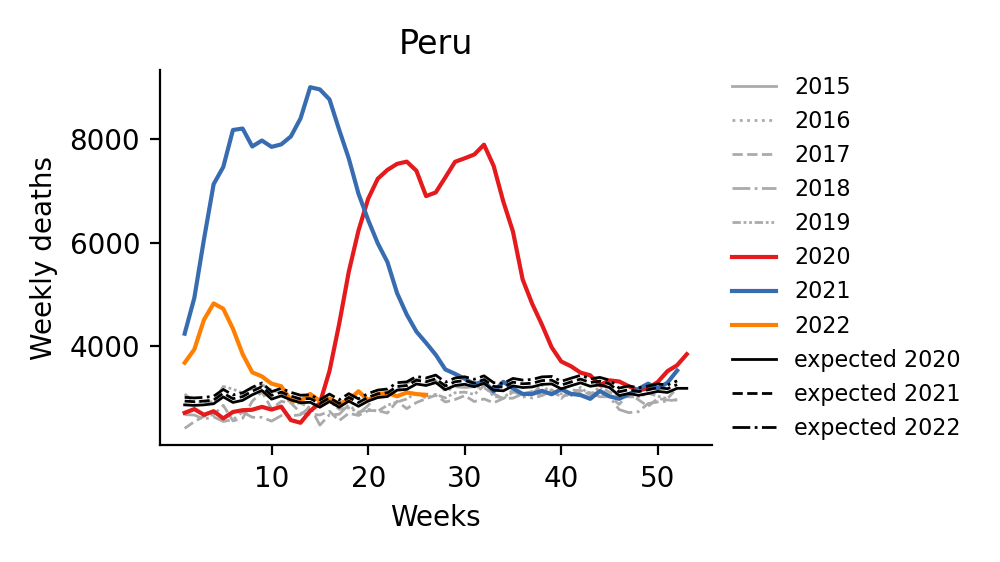 Peru
Weekly deaths
8000
6000
4000
10 20 30 40 50
Weeks
2015
2016
2017
2018
2019
2020
2021
2022
expected 2020
expected 2021
expected 2022